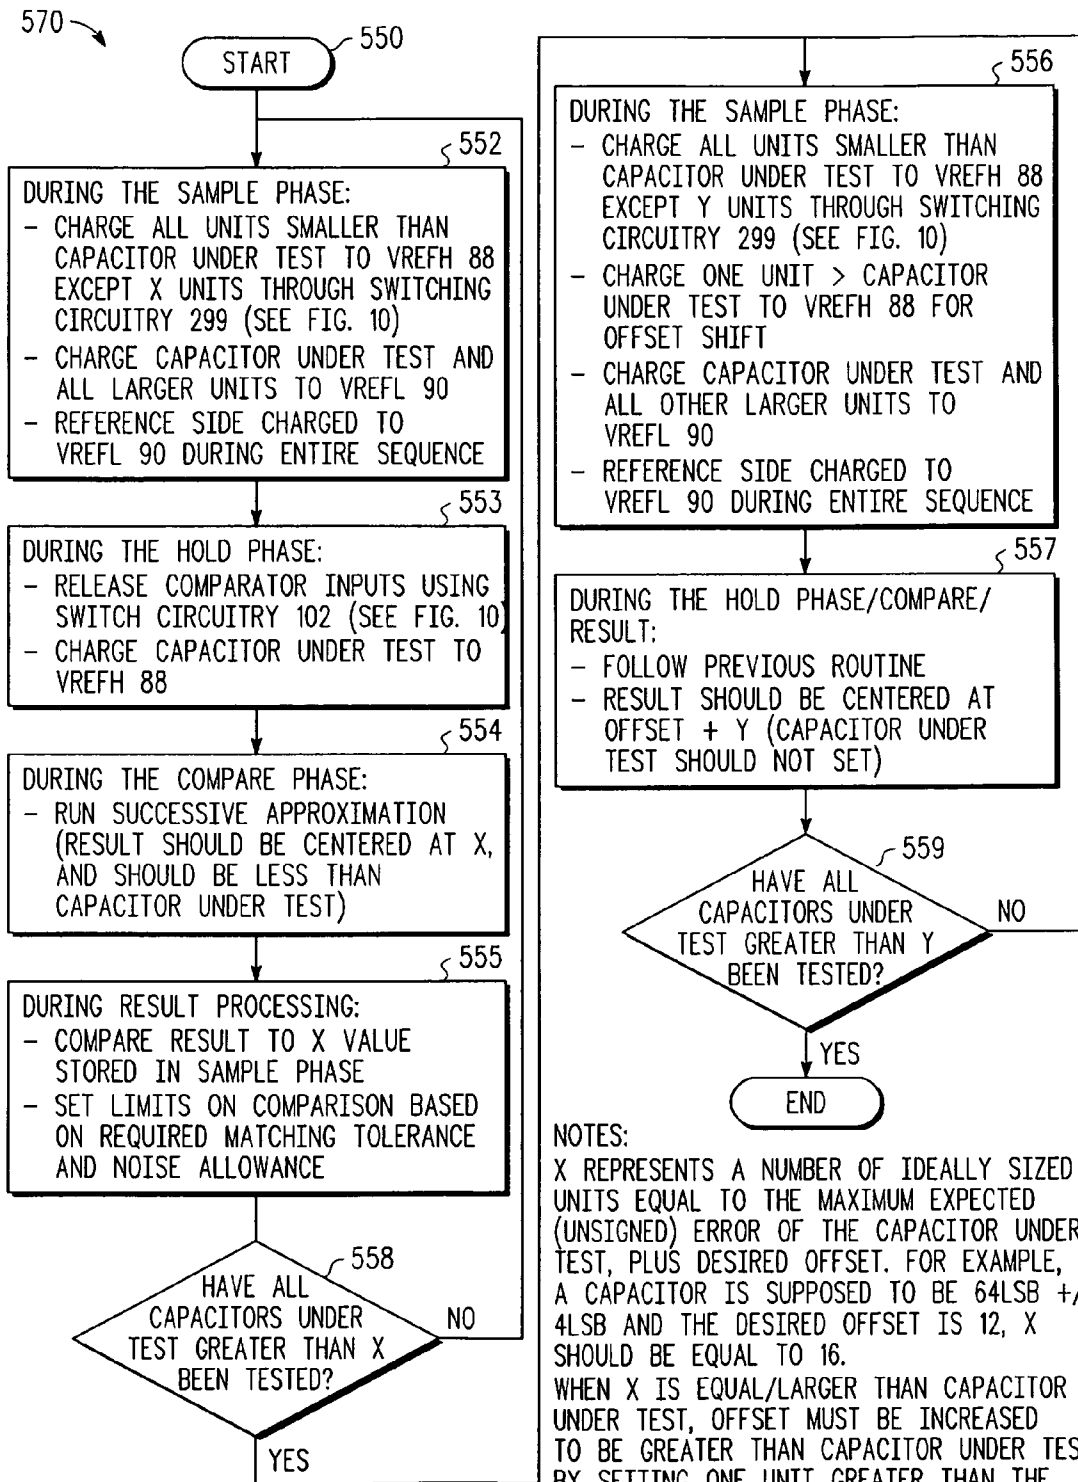 570
START
550
552
DURING THE SAMPLE PHASE:
- CHARGE ALL UNITS SMALLER THAN
CAPACITOR UNDER TEST TO VREFH 88
EXCEPT X UNITS THROUGH SWITCHING
CIRCUITRY 299 (SEE FIG. 10)
- CHARGE CAPACITOR UNDER TEST AND
ALL LARGER UNITS TO VREFL 90
- REFERENCE SIDE CHARGED TO
VREFL 90 DURING ENTIRE SEQUENCE
553
DURING THE HOLD PHASE:
- RELEASE COMPARATOR INPUTS USING
SWITCH CIRCUITRY 102 (SEE FIG. 10)
- CHARGE CAPACITOR UNDER TEST TO
VREFH 88
554
DURING THE COMPARE PHASE:
- RUN SUCCESSIVE APPROXIMATION
(RESULT SHOULD BE CENTERED AT X,
AND SHOULD BE LESS THAN
CAPACITOR UNDER TEST)
555
DURING RESULT PROCESSING:
- COMPARE RESULT TO X VALUE
STORED IN SAMPLE PHASE
- SET LIMITS ON COMPARISON BASED
ON REQUIRED MATCHING TOLERANCE
AND NOISE ALLOWANCE
558
HAVE ALL
CAPACITORS UNDER
TEST GREATER THAN X
BEEN TESTED?
NO
YES
556
DURING THE SAMPLE PHASE:
- CHARGE ALL UNITS SMALLER THAN
CAPACITOR UNDER TEST TO VREFH 88
EXCEPT Y UNITS THROUGH SWITCHING
CIRCUITRY 299 (SEE FIG. 10)
- CHARGE ONE UNIT > CAPACITOR
UNDER TEST TO VREFH 88 FOR
OFFSET SHIFT
- CHARGE CAPACITOR UNDER TEST AND
ALL OTHER LARGER UNITS TO
VREFL 90
- REFERENCE SIDE CHARGED TO
VREFL 90 DURING ENTIRE SEQUENCE
557
DURING THE HOLD PHASE/COMPARE/
RESULT:
- FOLLOW PREVIOUS ROUTINE
- RESULT SHOULD BE CENTERED AT
OFFSET + Y (CAPACITOR UNDER
TEST SHOULD NOT SET)
559
HAVE ALL
CAPACITORS UNDER
TEST GREATER THAN Y
BEEN TESTED?
NO
YES
END
NOTES:
X REPRESENTS A NUMBER OF IDEALLY SIZED
UNITS EQUAL TO THE MAXIMUM EXPECTED
(UNSIGNED) ERROR OF THE CAPACITOR UNDER
TEST, PLUS DESIRED OFFSET. FOR EXAMPLE,
A CAPACITOR IS SUPPOSED TO BE 64LSB +/
4LSB AND THE DESIRED OFFSET IS 12, X
SHOULD BE EQUAL TO 16.
WHEN X IS EQUAL/LARGER THAN CAPACITOR
UNDER TEST, OFFSET MUST BE INCREASED
TO BE GREATER THAN CAPACITOR UNDER TES
BY SETTING ONE UNIT GREATER THAN THE